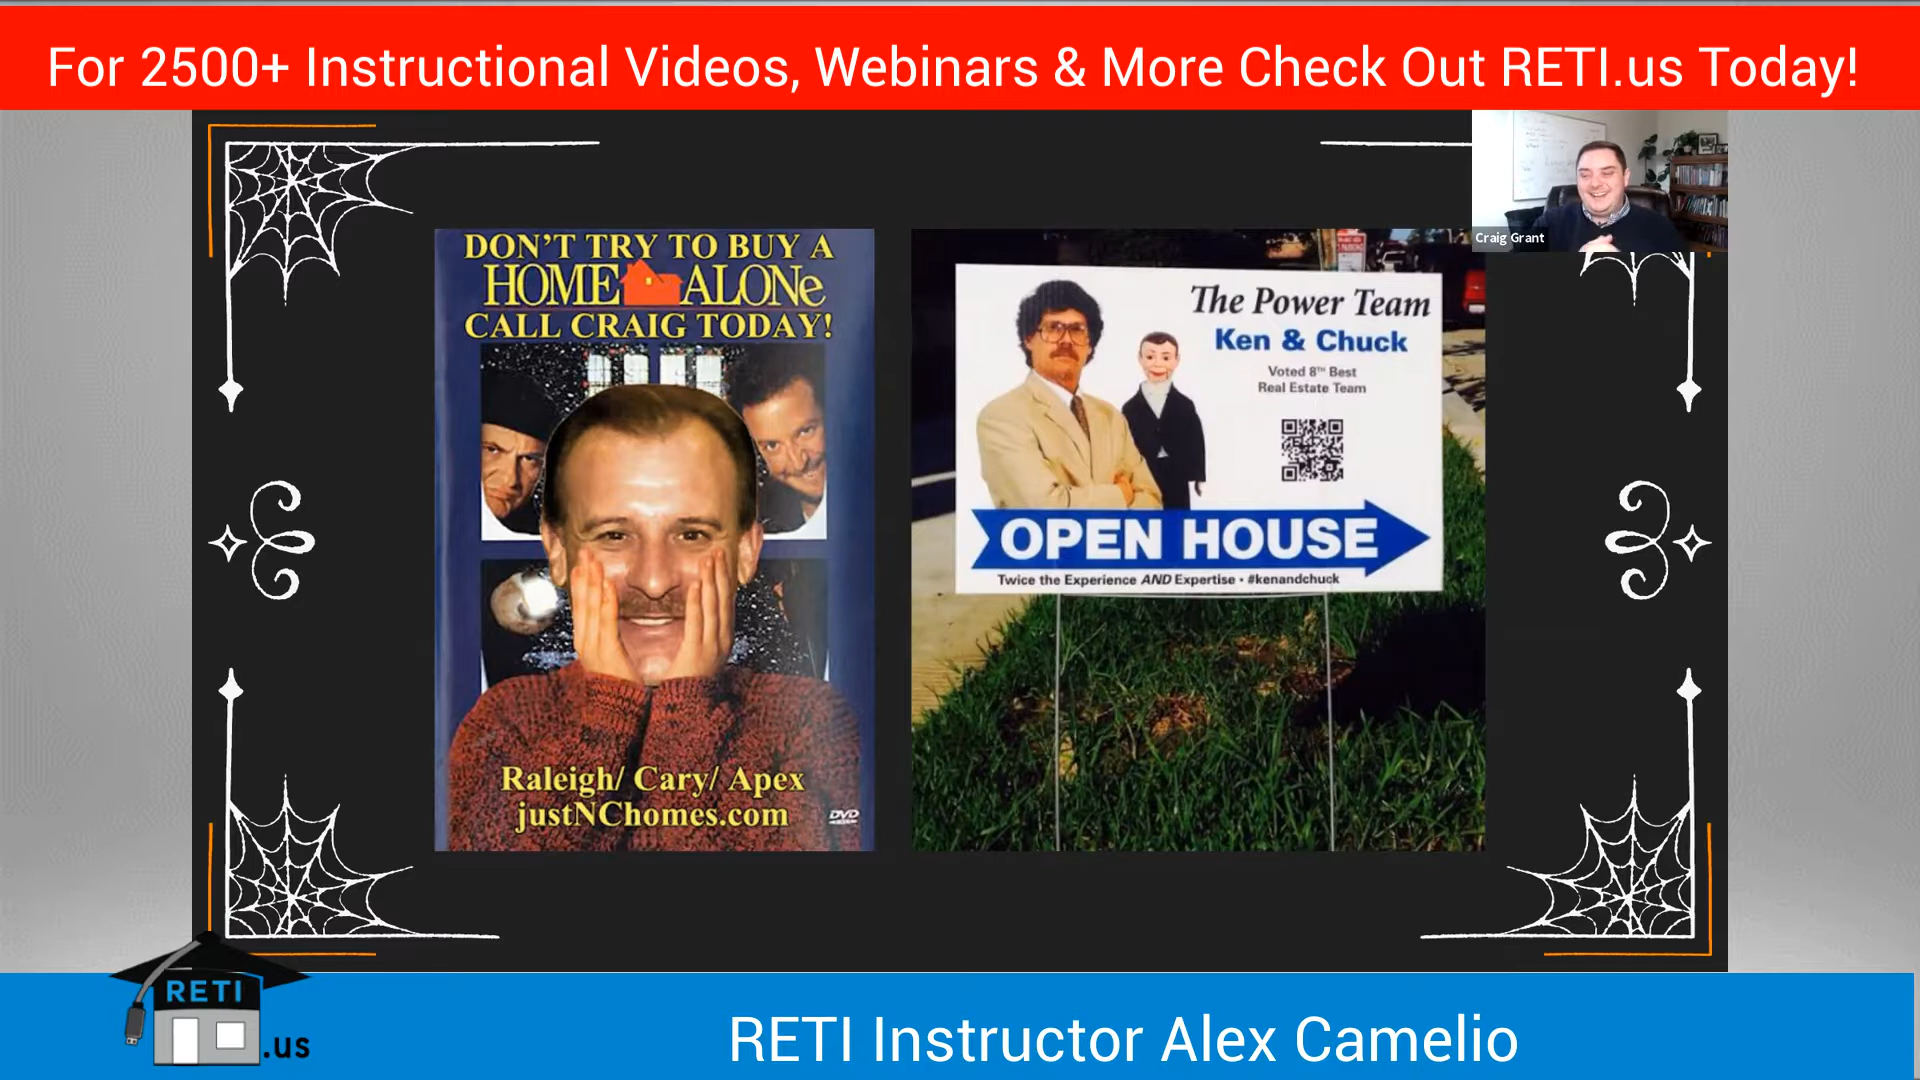 For 2500+ Instructional Videos, Webinars & More Check Out RETI.us Today!
Craig Grant
DON'T TRY TO BUY A
HOME ALONe
CALL CRAIG TODAY!
Raleigh/ Cary/ Apex
justNChomes.com
DVD
The Power Team
Ken & Chuck
Voted 8TH Best
Real Estate Team
OPEN HOUSE
Twice the Experience AND Expertise • #kenandchuck
RETI
.us
RETI Instructor Alex Camelio